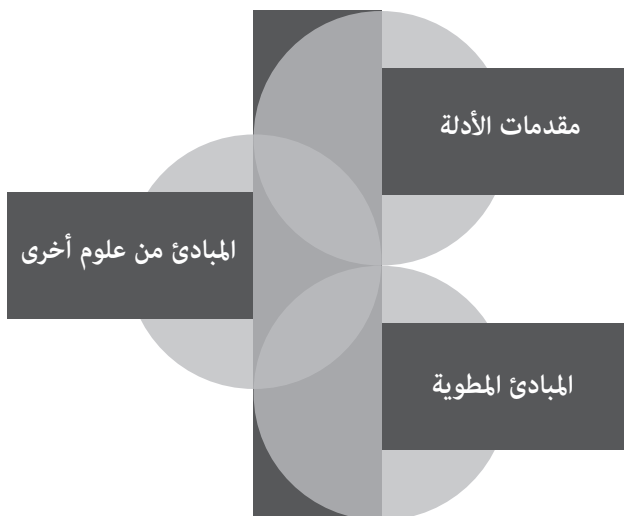 مقدمات الأدلة
المبادئ من علوم أخرى
المبادئ المطوية